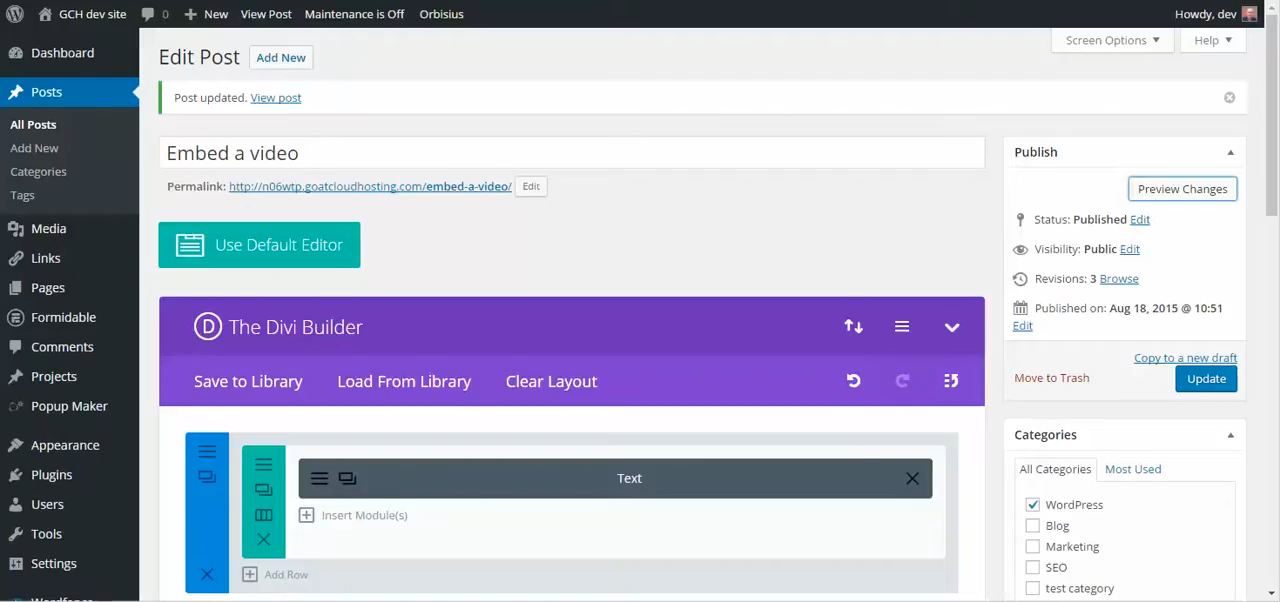 GCH dev site
0
New
View Post
Maintenance is Off
Orbisius
Howdy, dev
Dashboard
Posts
All Posts
Add New
Categories
Tags
Media
Links
Pages
Formidable
Comments
Projects
Popup Maker
Appearance
Plugins
Users
Tools
Settings
Screen Options
Help
Edit Post
Add New
Post updated. View post
Embed a video
Permalink: http://n06wtp.goatcloudhosting.com/embed-a-video/ Edit
Use Default Editor
D The Divi Builder
Save to Library
Load From Library
Clear Layout
Text
Insert Module(s)
Add Row
Publish
Preview Changes
Status: Published Edit
Visibility: Public Edit
Revisions: 3 Browse
Published on: Aug 18, 2015 @ 10:51
Edit
Copy to a new draft
Move to Trash
Update
Categories
All Categories
Most Used
WordPress
Blog
Marketing
SEO
test category